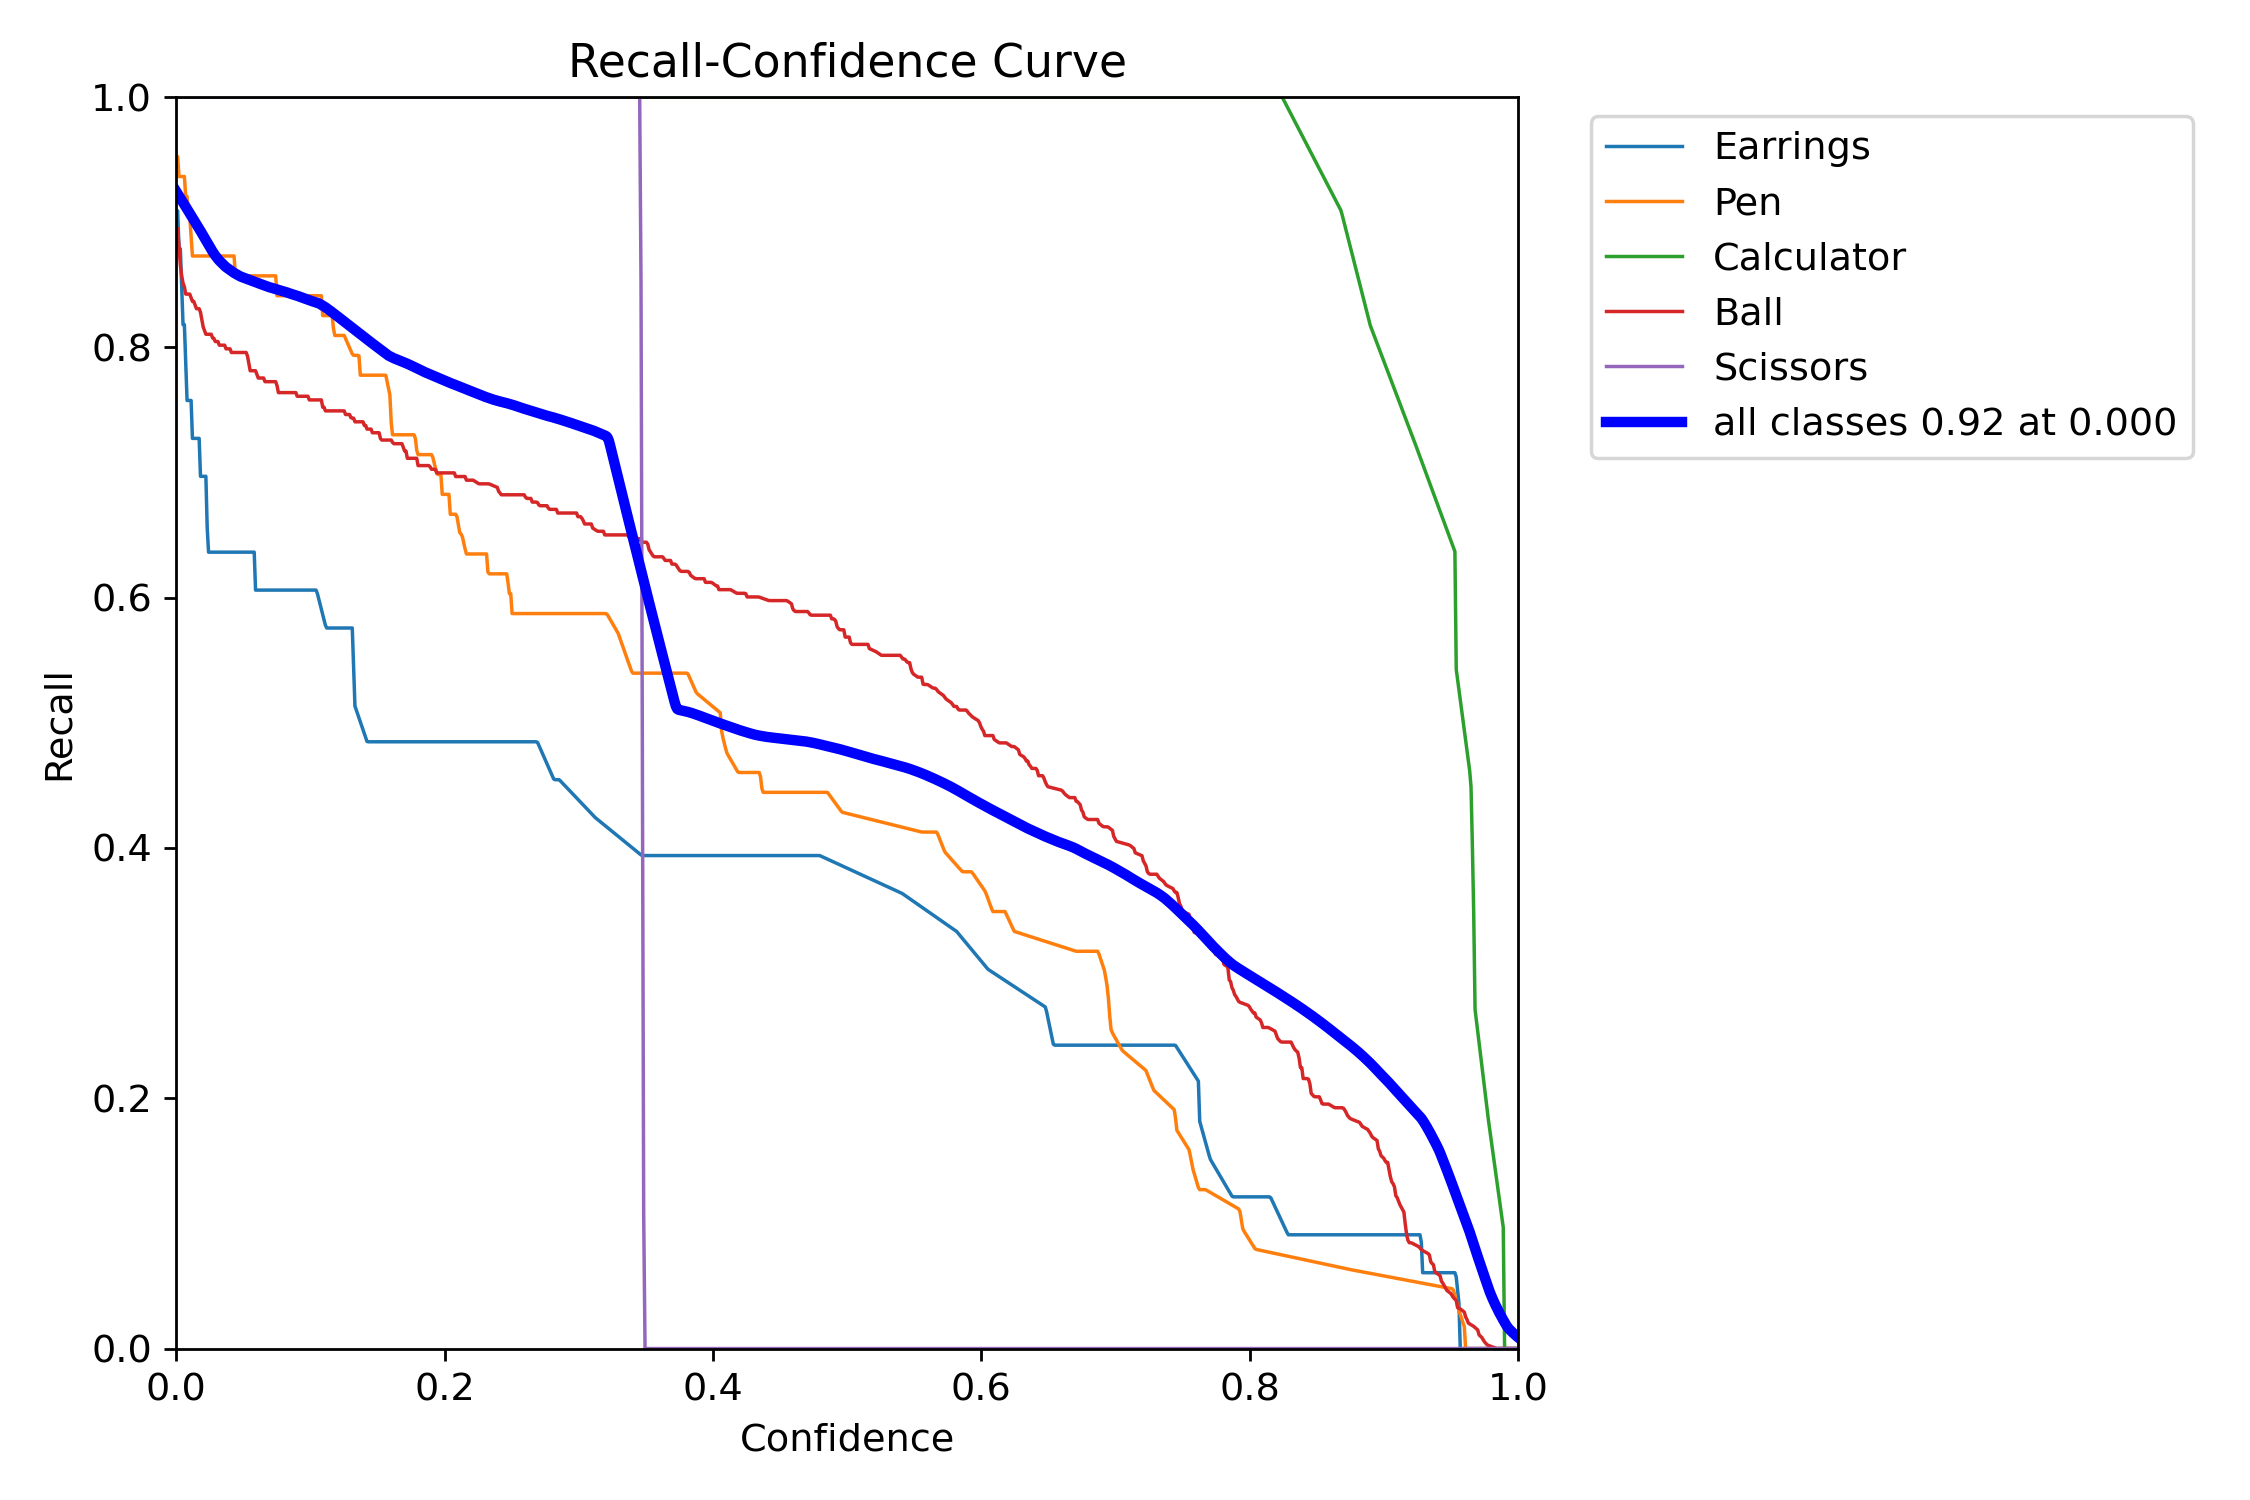 Recall-Confidence Curve
1.0
0.8
0.6
0.4
0.2
0.0
Recall
0.0 0.2 0.4 0.6 0.8 1.0
Confidence
Earrings
Pen
Calculator
Ball
Scissors
all classes 0.92 at 0.000